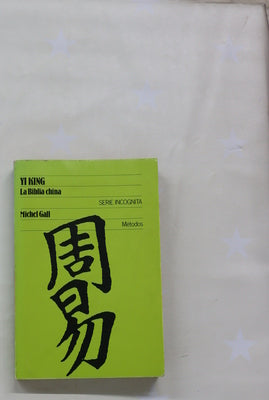 YI KING
La Biblia china
SERIE INCOGNITA
Michel Gall
Métodos
周易